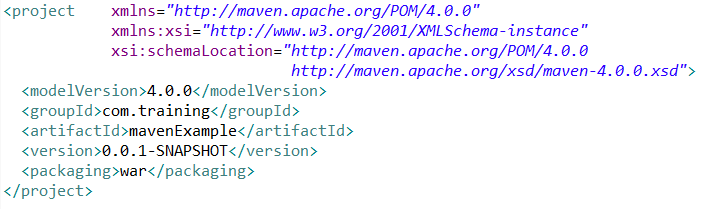 <project    xmlns="http://maven.apache.org/POM/4.0.0"
            xmlns:xsi="http://www.w3.org/2001/XMLSchema-instance"
            xsi:schemaLocation="http://maven.apache.org/POM/4.0.0
                                http://maven.apache.org/xsd/maven-4.0.0.xsd">
  <modelVersion>4.0.0</modelVersion>
  <groupId>com.training</groupId>
  <artifactId>mavenExample</artifactId>
  <version>0.0.1-SNAPSHOT</version>
  <packaging>war</packaging>
</project>